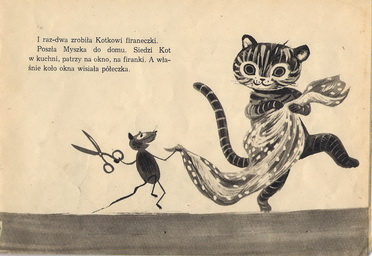 I raz-dwa zrobiła Kotkowi firaneczki.
Poszła Myszka do domu. Siedzi Kot
w kuchni, patrzy na okno, na firanki. A wła-
śnie koło okna wisiała półeczka.